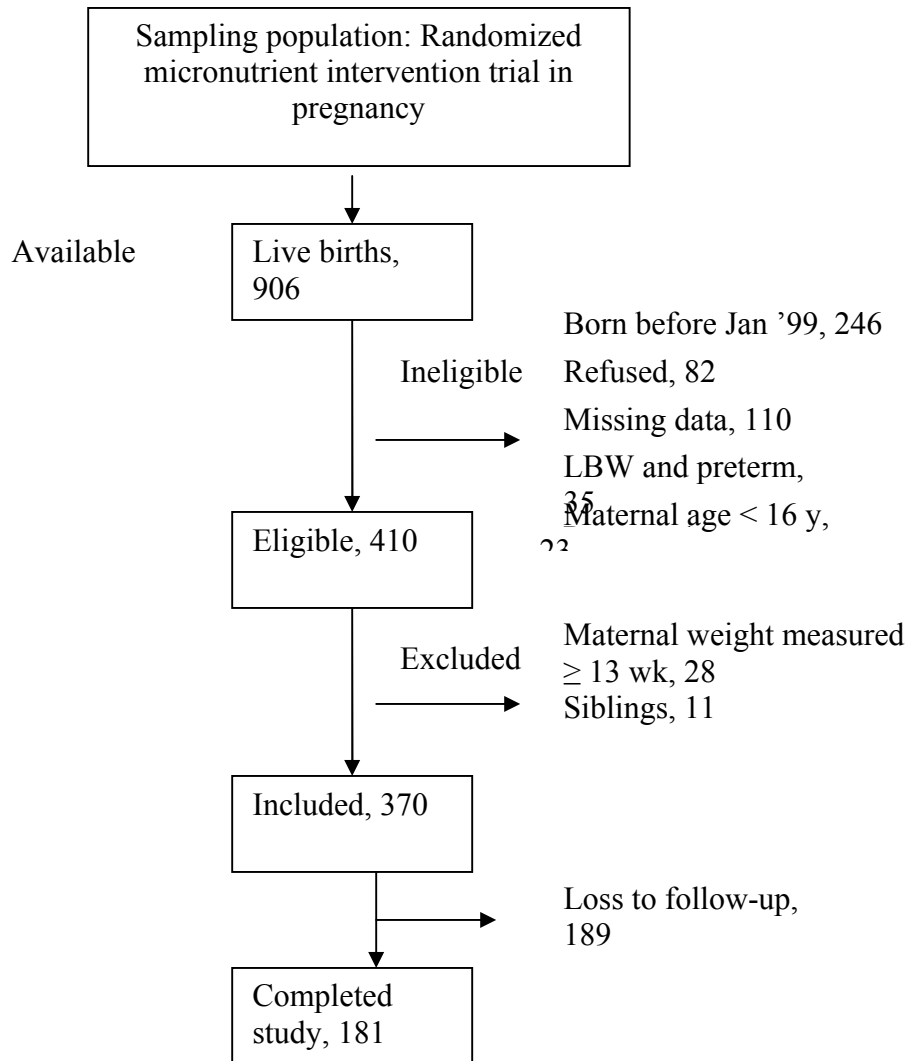 Sampling population: Randomized
micronutrient intervention trial in
pregnancy
Available
Live births,
906
Born before Jan ’99, 246
Ineligible
Refused, 82
Missing data, 110
LBW and preterm,
35
Maternal age < 16 y,
23
Eligible, 410
Maternal weight measured
≥ 13 wk, 28
Excluded
Siblings, 11
Included, 370
Loss to follow-up,
189
Completed
study, 181